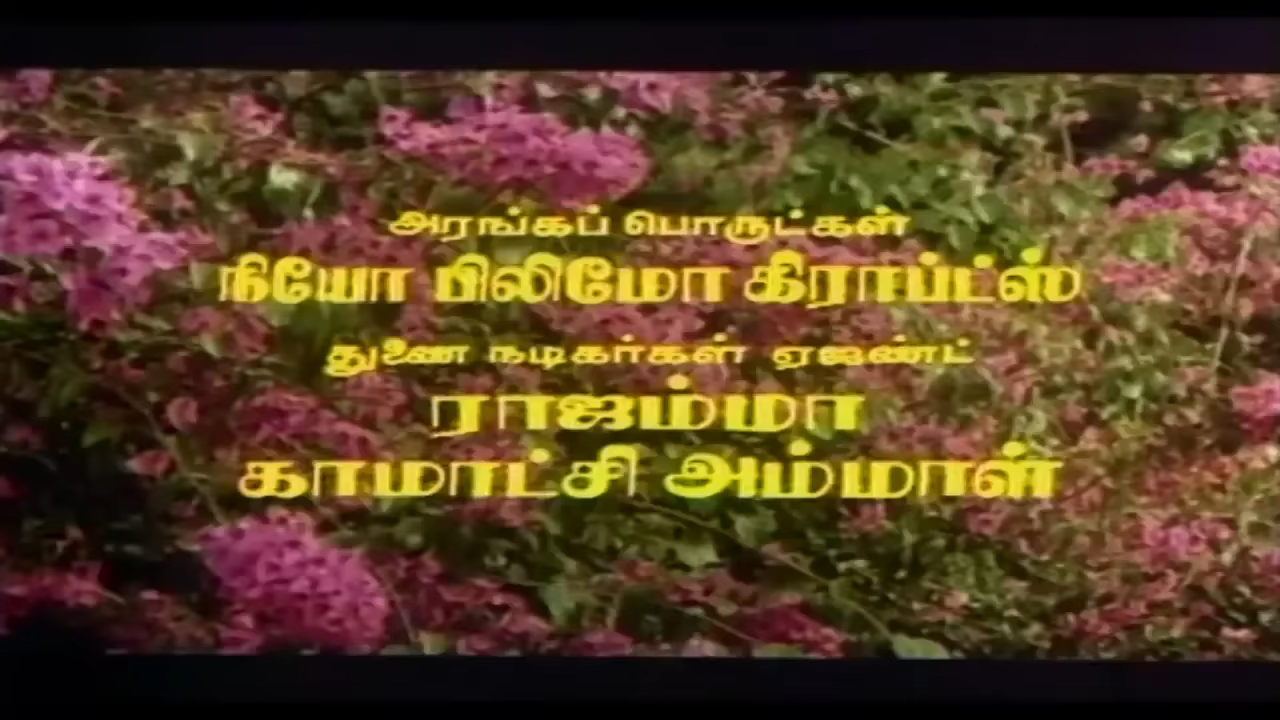 அரங்கப் பொருட்கள்
நியோ பிலிமோ கிராப்ட்ஸ்
துணை நடிகர்கள் ஏஜண்ட்
ராஜம்மா
காமாட்சி அம்மாள்